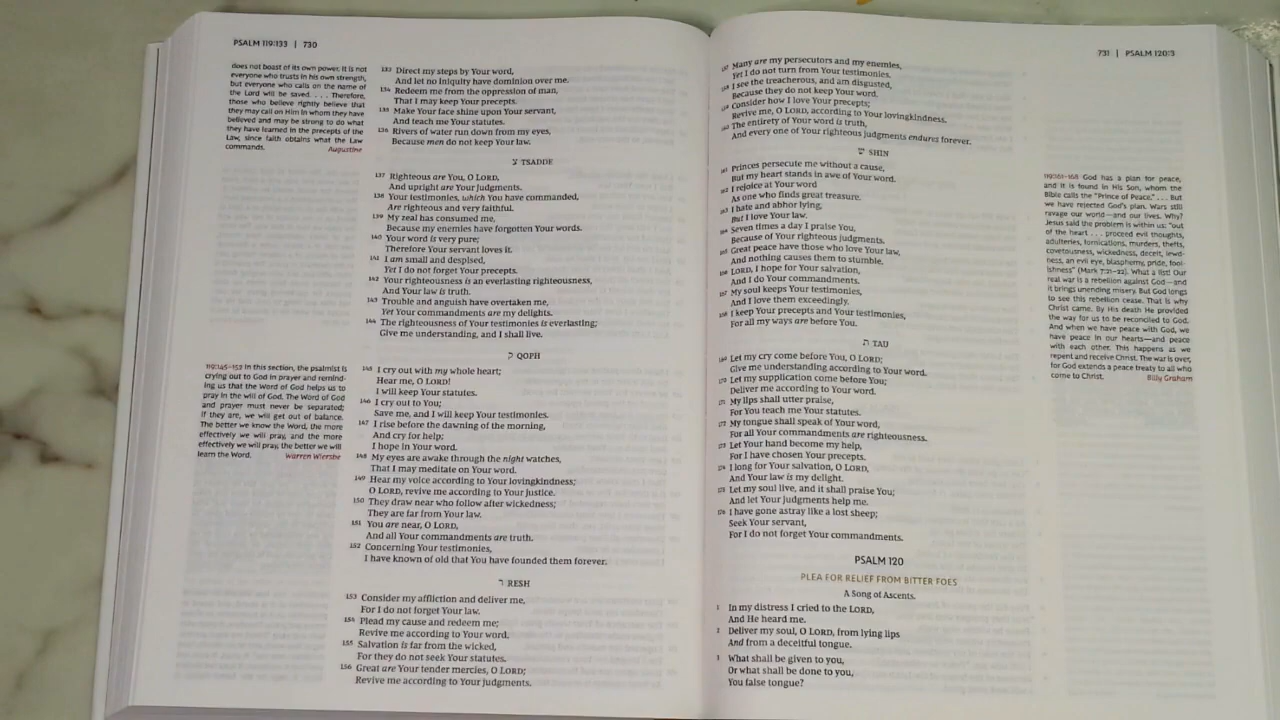 PSALM 119:133 | 730
does not boast of its own power. It is not
everyone who trusts in his own strength,
but everyone who calls on the name of
the Lord will be saved. . . . Therefore,
those who believe rightly believe that
they may call on Him in whom they have
believed and may be strong to do what
they have learned in the precepts of the
Law, since faith obtains what the Law
commands. Augustine
119:145–152 In this section, the psalmist is
crying out to God in prayer and remind-
ing us that the Word of God helps us to
pray in the will of God. The Word of God
and prayer must never be separated;
if they are, we will get out of balance.
The better we know the Word, the more
effectively we will pray, and the more
effectively we will pray, the better we will
learn the Word. Warren Wiersbe
133 Direct my steps by Your word,
And let no iniquity have dominion over me.
134 Redeem me from the oppression of man,
That I may keep Your precepts.
135 Make Your face shine upon Your servant,
And teach me Your statutes.
136 Rivers of water run down from my eyes,
Because men do not keep Your law.
צ TSADDE
137 Righteous are You, O LORD,
And upright are Your judgments.
138 Your testimonies, which You have commanded,
Are righteous and very faithful.
139 My zeal has consumed me,
Because my enemies have forgotten Your words.
140 Your word is very pure;
Therefore Your servant loves it.
141 I am small and despised,
Yet I do not forget Your precepts.
142 Your righteousness is an everlasting righteousness,
And Your law is truth.
143 Trouble and anguish have overtaken me,
Yet Your commandments are my delights.
144 The righteousness of Your testimonies is everlasting;
Give me understanding, and I shall live.
ק QOPH
145 I cry out with my whole heart;
Hear me, O LORD!
I will keep Your statutes.
146 I cry out to You;
Save me, and I will keep Your testimonies.
147 I rise before the dawning of the morning,
And cry for help;
I hope in Your word.
148 My eyes are awake through the night watches,
That I may meditate on Your word.
149 Hear my voice according to Your lovingkindness;
O LORD, revive me according to Your justice.
150 They draw near who follow after wickedness;
They are far from Your law.
151 You are near, O LORD,
And all Your commandments are truth.
152 Concerning Your testimonies,
I have known of old that You have founded them forever.
ר RESH
153 Consider my affliction and deliver me,
For I do not forget Your law.
154 Plead my cause and redeem me;
Revive me according to Your word.
155 Salvation is far from the wicked,
For they do not seek Your statutes.
156 Great are Your tender mercies, O LORD;
Revive me according to Your judgments.
731 | PSALM 120:3
157 Many are my persecutors and my enemies,
Yet I do not turn from Your testimonies.
158 I see the treacherous, and am disgusted,
Because they do not keep Your word.
159 Consider how I love Your precepts;
Revive me, O LORD, according to Your lovingkindness.
160 The entirety of Your word is truth,
And every one of Your righteous judgments endures forever.
ש SHIN
161 Princes persecute me without a cause,
But my heart stands in awe of Your word.
162 I rejoice at Your word
As one who finds great treasure.
163 I hate and abhor lying,
But I love Your law.
164 Seven times a day I praise You,
Because of Your righteous judgments.
165 Great peace have those who love Your law,
And nothing causes them to stumble.
166 LORD, I hope for Your salvation,
And I do Your commandments.
167 My soul keeps Your testimonies,
And I love them exceedingly.
168 I keep Your precepts and Your testimonies,
For all my ways are before You.
ת TAU
169 Let my cry come before You, O LORD;
Give me understanding according to Your word.
170 Let my supplication come before You;
Deliver me according to Your word.
171 My lips shall utter praise,
For You teach me Your statutes.
172 My tongue shall speak of Your word,
For all Your commandments are righteousness.
173 Let Your hand become my help,
For I have chosen Your precepts.
174 I long for Your salvation, O LORD,
And Your law is my delight.
175 Let my soul live, and it shall praise You;
And let Your judgments help me.
176 I have gone astray like a lost sheep;
Seek Your servant,
For I do not forget Your commandments.
PSALM 120
PLEA FOR RELIEF FROM BITTER FOES
A Song of Ascents.
1 In my distress I cried to the LORD,
And He heard me.
2 Deliver my soul, O LORD, from lying lips
And from a deceitful tongue.
3 What shall be given to you,
Or what shall be done to you,
You false tongue?
119:161–168 God has a plan for peace,
and it is found in His Son, whom the
Bible calls the "Prince of Peace." . . . But
we have rejected God's plan. Wars still
ravage our world—and our lives. Why?
Jesus said the problem is within us: "out
of the heart . . . proceed evil thoughts,
adulteries, fornications, murders, thefts,
covetousness, wickedness, deceit, lewd-
ness, an evil eye, blasphemy, pride, fool-
ishness" (Mark 7:21–22). What a list! Our
real war is a rebellion against God—and
it brings unending misery. But God longs
to see this rebellion cease. That is why
Christ came. By His death He provided
the way for us to be reconciled to God.
And when we have peace with God, we
have peace in our hearts—and peace
with each other. This happens as we
repent and receive Christ. The war is over,
for God extends a peace treaty to all who
come to Christ. Billy Graham